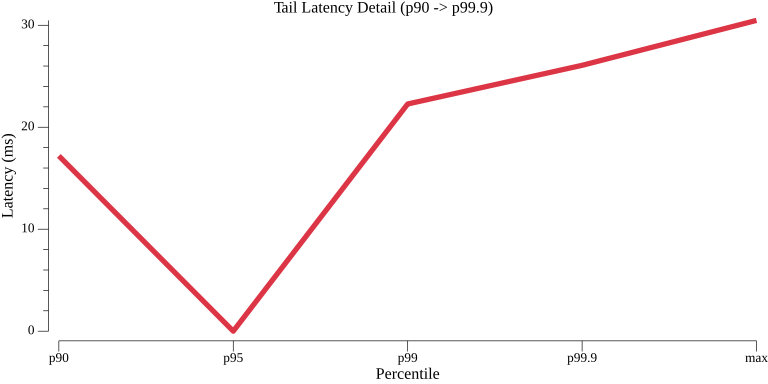 Tail Latency Detail (p90 -> p99.9)
30
20
10
0
Latency (ms)
p90 p95 p99 p99.9 max
Percentile